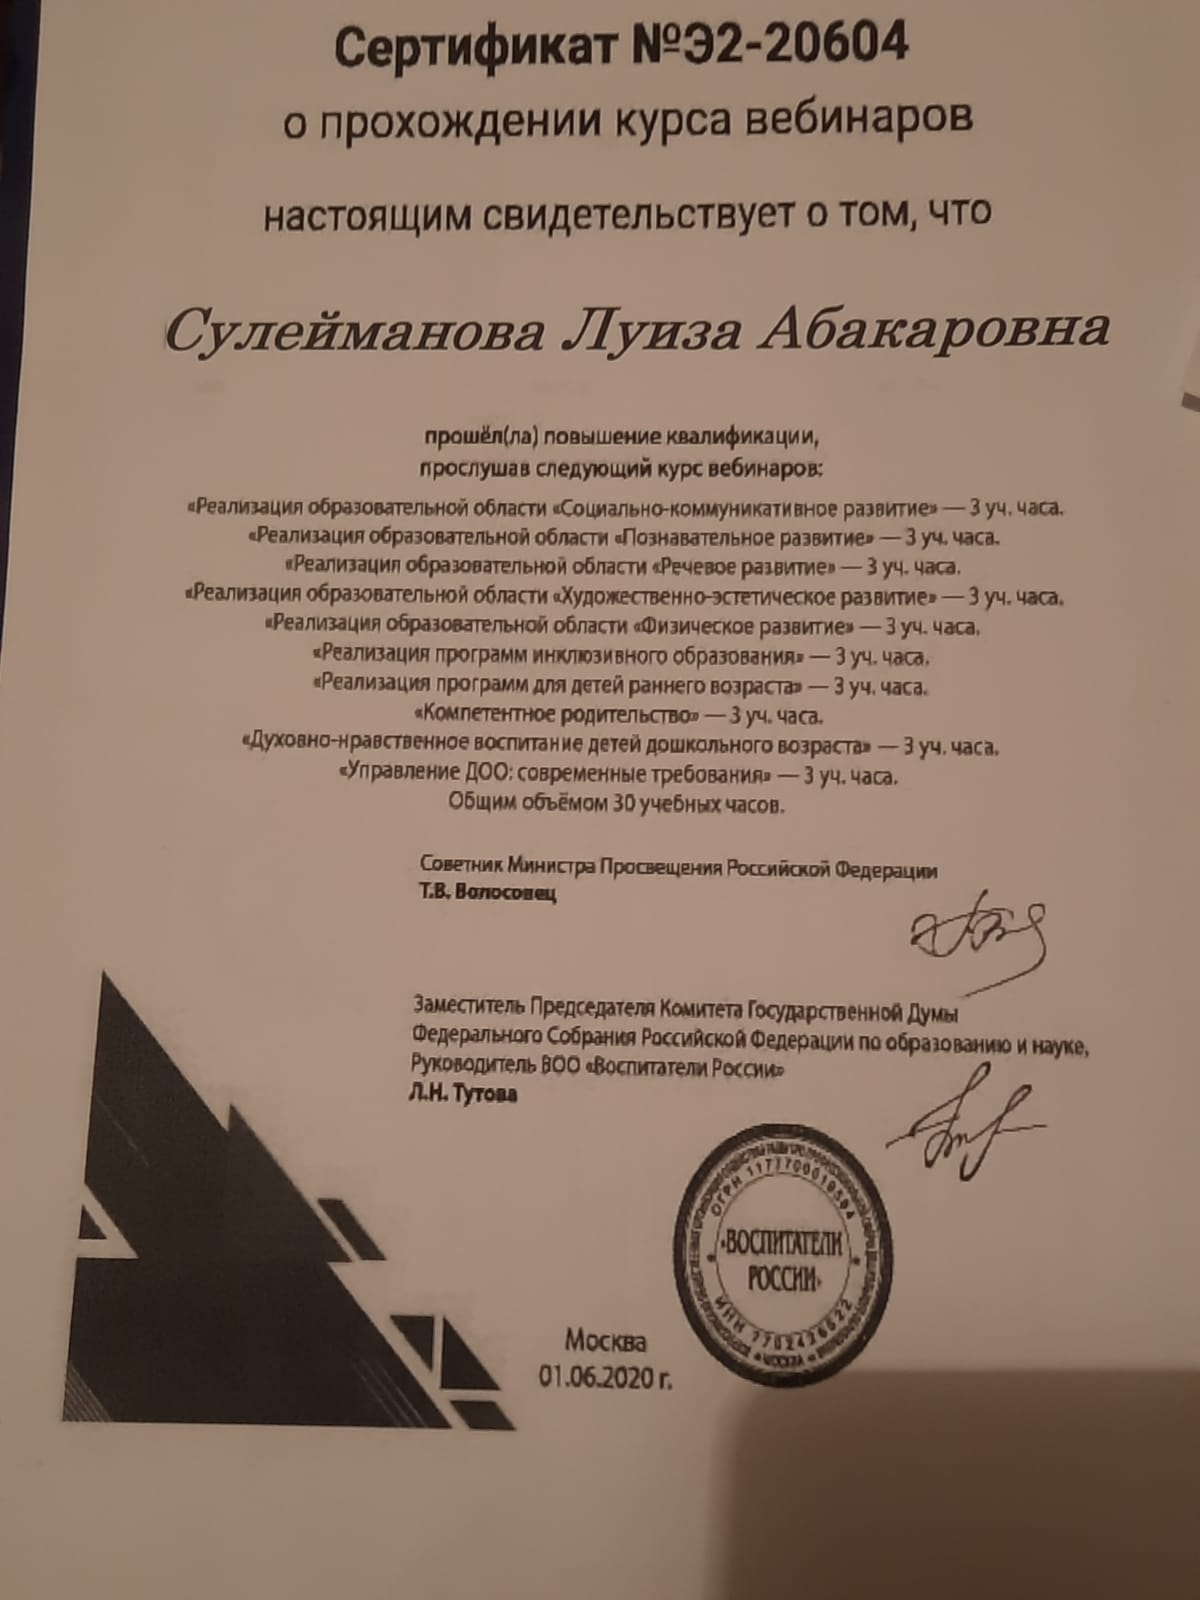 Сертификат №Э2-20604
о прохождении курса вебинаров
настоящим свидетельствует о том, что
Сулейманова Луиза Абакаровна
прошёл(ла) повышение квалификации,
прослушав следующий курс вебинаров:
«Реализация образовательной области «Социально-коммуникативное развитие» — 3 уч. часа.
«Реализация образовательной области «Познавательное развитие» — 3 уч. часа.
«Реализация образовательной области «Речевое развитие» — 3 уч. часа.
«Реализация образовательной области «Художественно-эстетическое развитие» — 3 уч. часа.
«Реализация образовательной области «Физическое развитие» — 3 уч. часа.
«Реализация программ инклюзивного образования» — 3 уч. часа.
«Реализация программ для детей раннего возраста» — 3 уч. часа.
«Компетентное родительство» — 3 уч. часа.
«Духовно-нравственное воспитание детей дошкольного возраста» — 3 уч. часа.
«Управление ДОО: современные требования» — 3 уч. часа.
Общим объёмом 30 учебных часов.
Советник Министра Просвещения Российской Федерации
Т.В. Волосовец
Заместитель Председателя Комитета Государственной Думы
Федерального Собрания Российской Федерации по образованию и науке,
Руководитель ВОО «Воспитатели России»
Л.Н. Тутова
ОГРН
«ВОСПИТАТЕЛИ
РОССИИ»
ИНН
МОСКВА
Москва
01.06.2020 г.